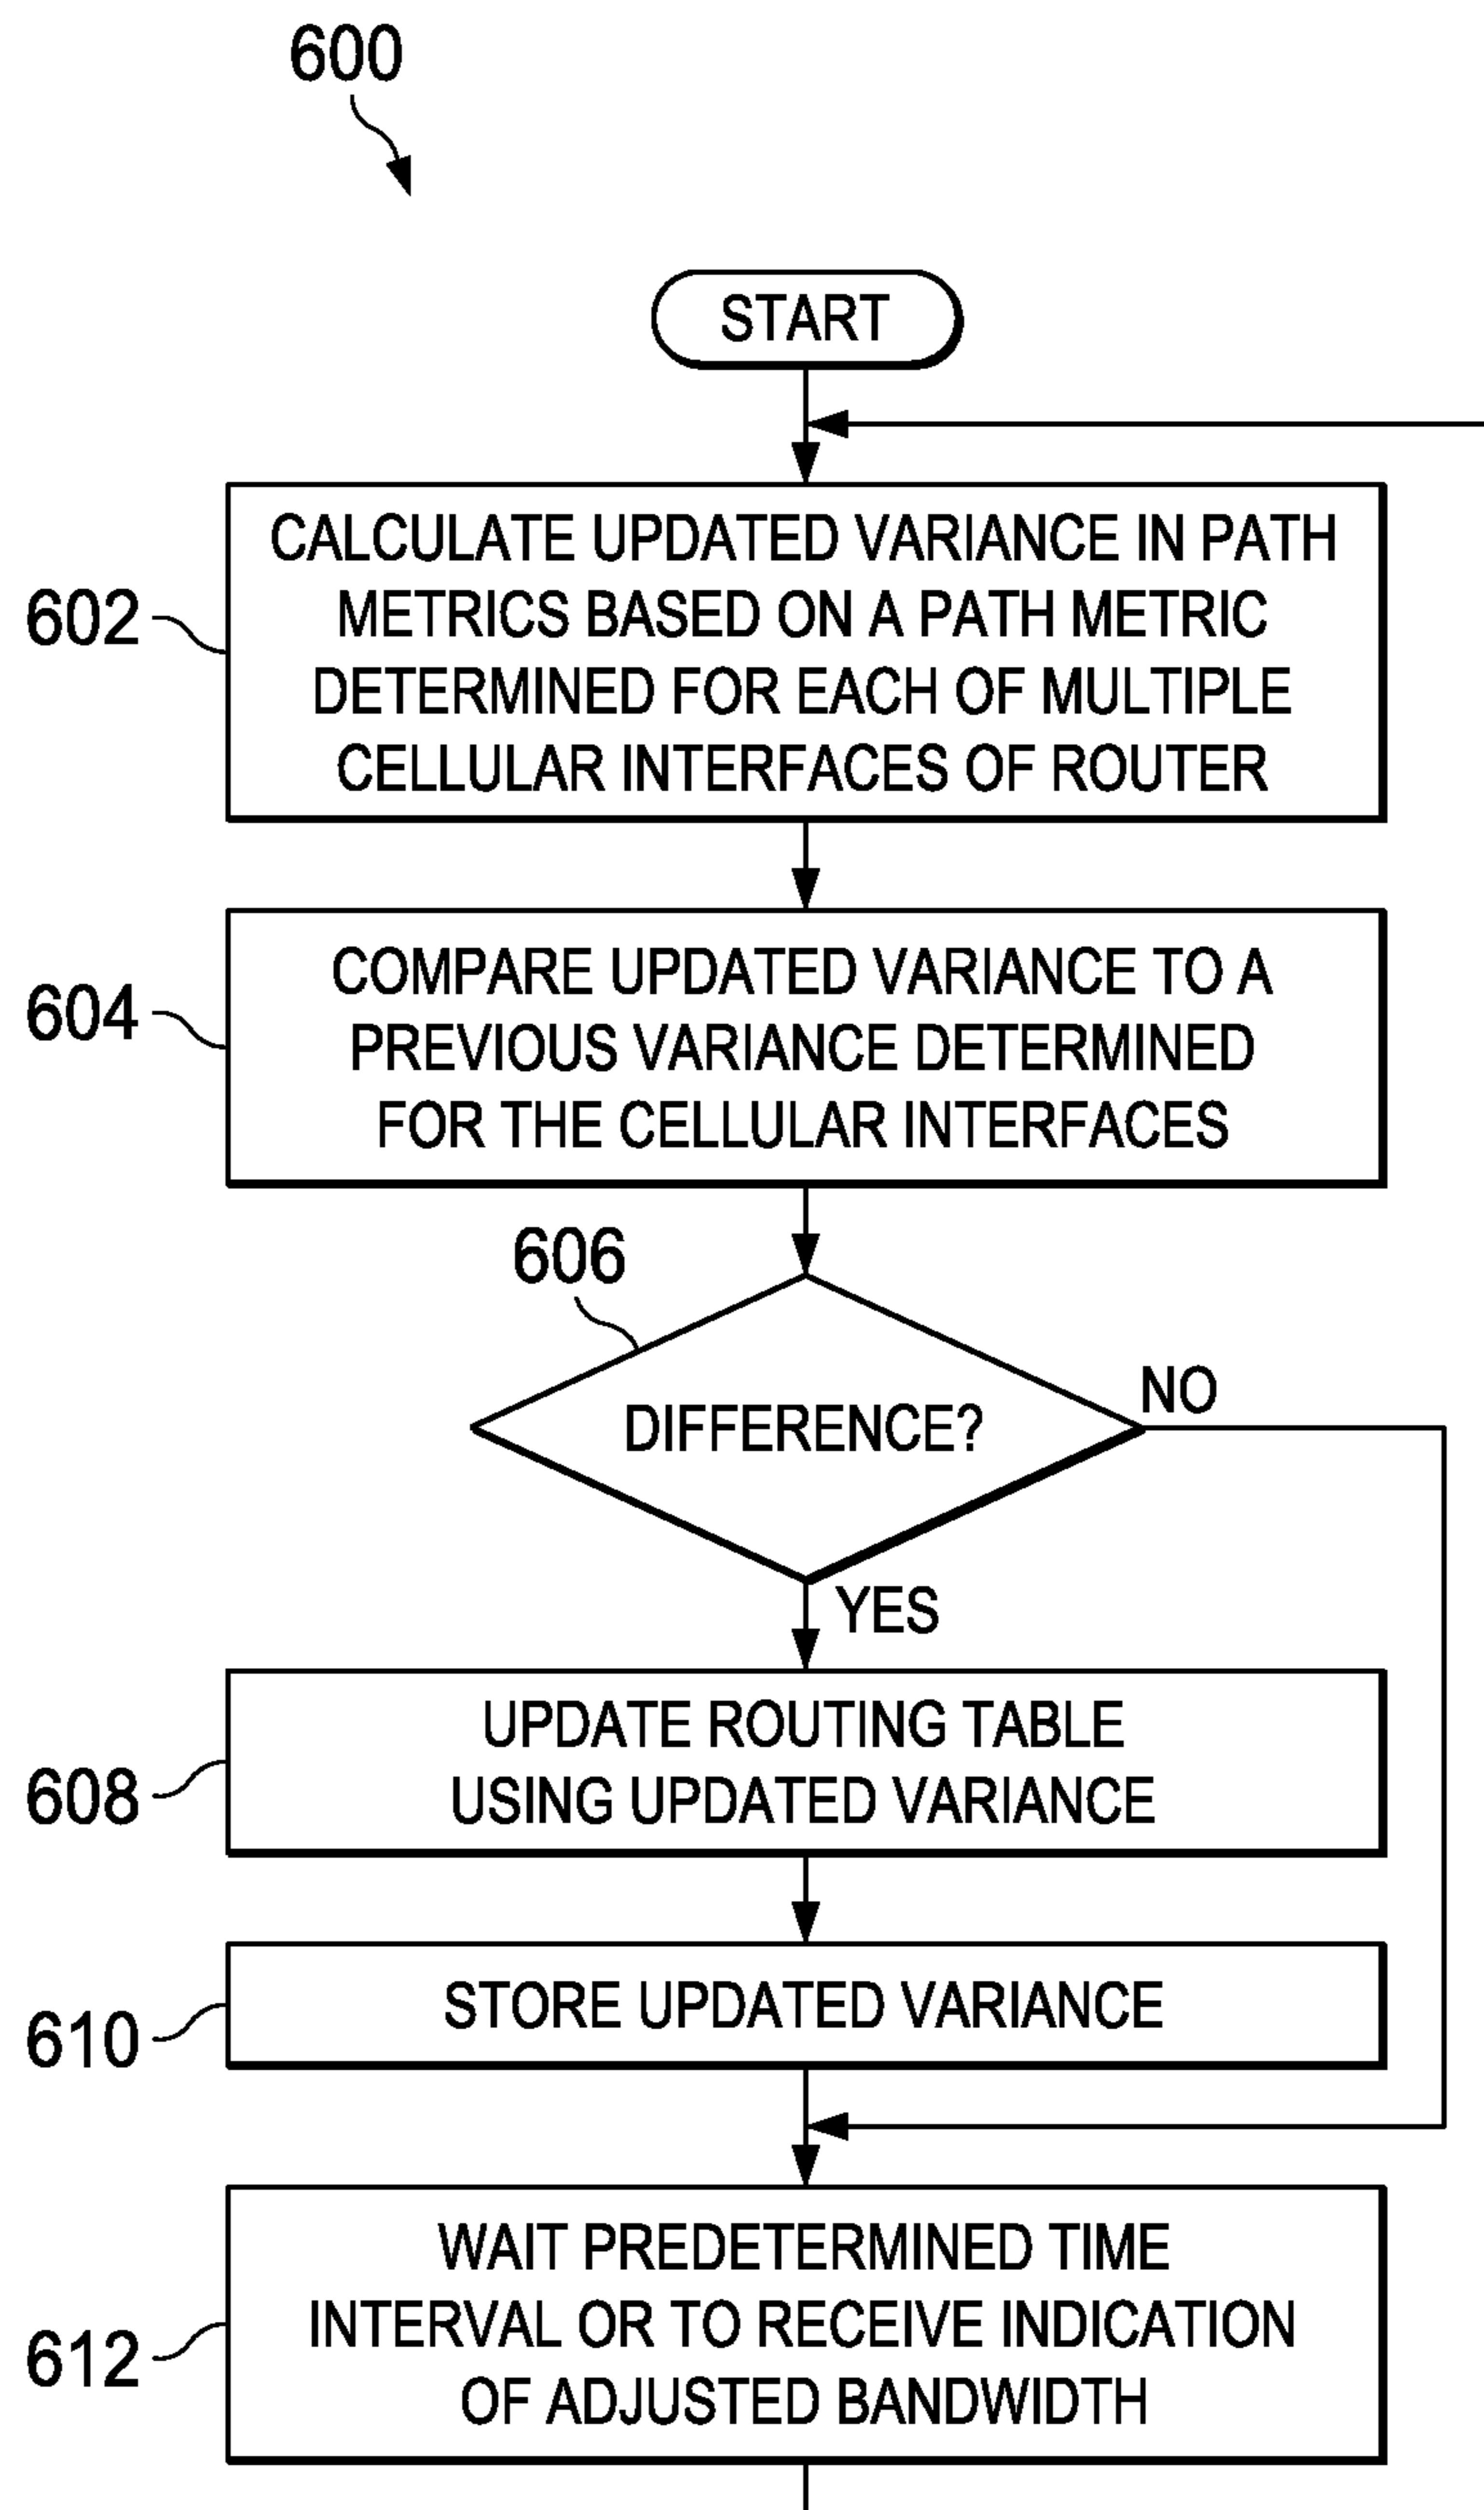 600
START
602
CALCULATE UPDATED VARIANCE IN PATH
METRICS BASED ON A PATH METRIC
DETERMINED FOR EACH OF MULTIPLE
CELLULAR INTERFACES OF ROUTER
604
COMPARE UPDATED VARIANCE TO A
PREVIOUS VARIANCE DETERMINED
FOR THE CELLULAR INTERFACES
606
DIFFERENCE?
NO
YES
608
UPDATE ROUTING TABLE
USING UPDATED VARIANCE
610
STORE UPDATED VARIANCE
612
WAIT PREDETERMINED TIME
INTERVAL OR TO RECEIVE INDICATION
OF ADJUSTED BANDWIDTH